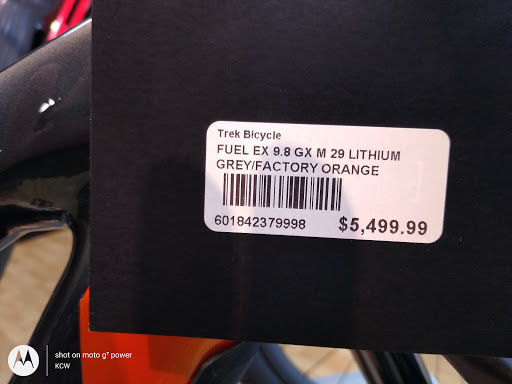 Trek Bicycle
FUEL EX 9.8 GX M 29 LITHIUM
GREY/FACTORY ORANGE
601842379998
$5,499.99
shot on moto g⁷ power
KCW